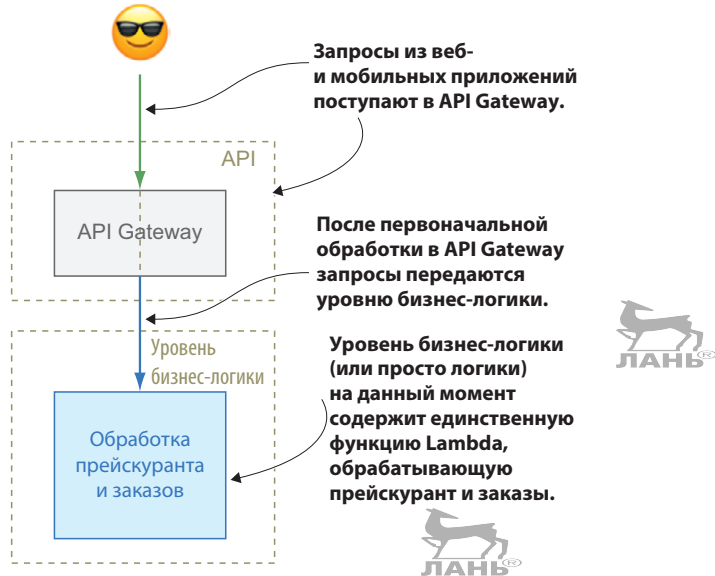 Запросы из веб-
и мобильных приложений
поступают в API Gateway.
API
API Gateway
После первоначальной
обработки в API Gateway
запросы передаются
уровню бизнес-логики.
Уровень
бизнес-логики
Уровень бизнес-логики
(или просто логики)
на данный момент
содержит единственную
функцию Lambda,
обрабатывающую
прейскурант и заказы.
Обработка
прейскуранта
и заказов
ЛАНЬ®
ЛАНЬ®